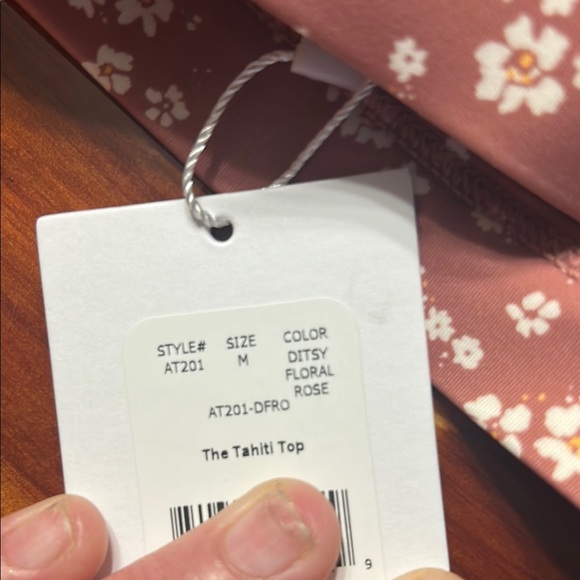 STYLE# SIZE COLOR
AT201 M DITSY
FLORAL
ROSE
AT201-DFRO
The Tahiti Top
9